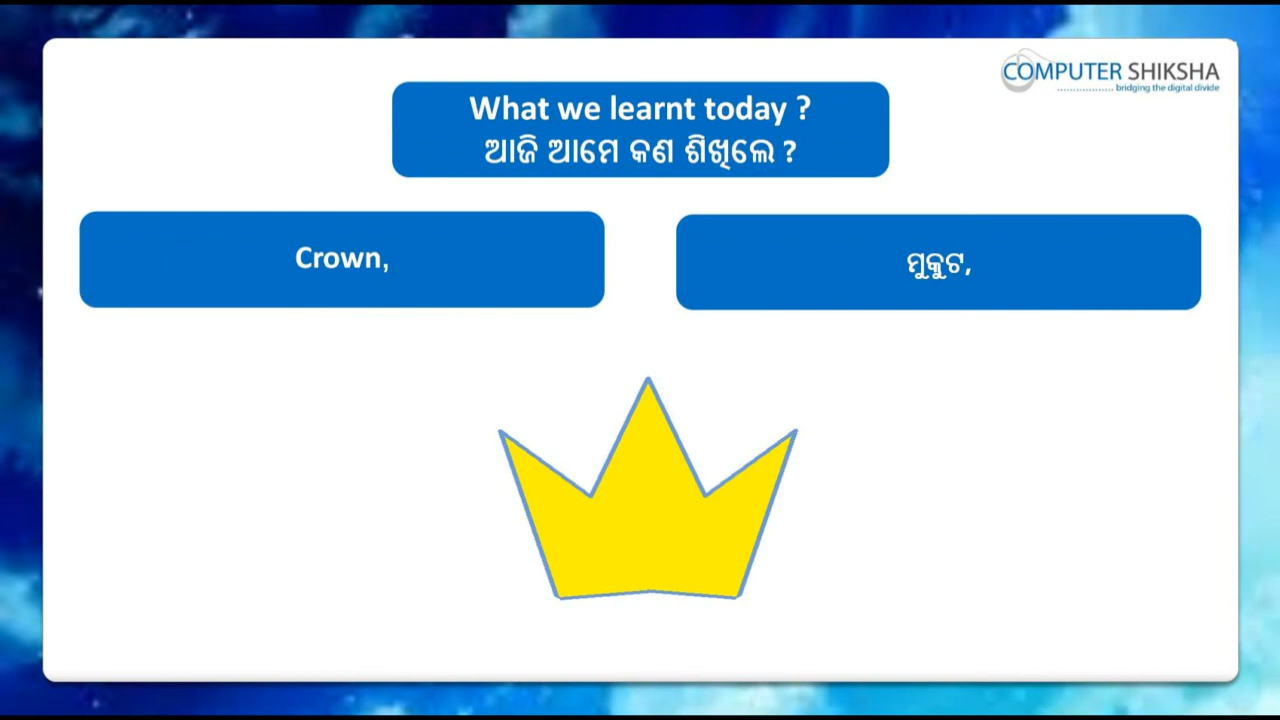 COMPUTER SHIKSHA
.................. bridging the digital divide
What we learnt today ?
ଆଜି ଆମେ କଣ ଶିଖିଲେ ?
Crown,
ମୁକୁଟ,